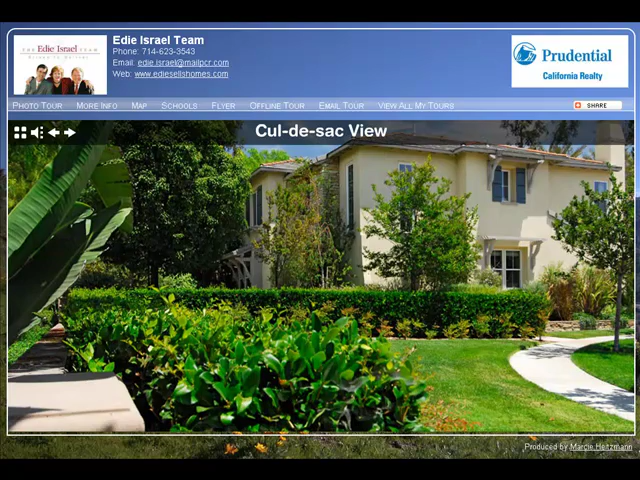 THE EDIE ISRAEL TEAM
Edie Israel Team
Phone: 714-623-3543
Email: edie.israel@mailpcr.com
Web: www.ediesellshomes.com
Prudential
California Realty
PHOTO TOUR MORE INFO MAP SCHOOLS FLYER OFFLINE TOUR EMAIL TOUR VIEW ALL MY TOURS
SHARE
Cul-de-sac View
Produced by Marcie Heitzmann